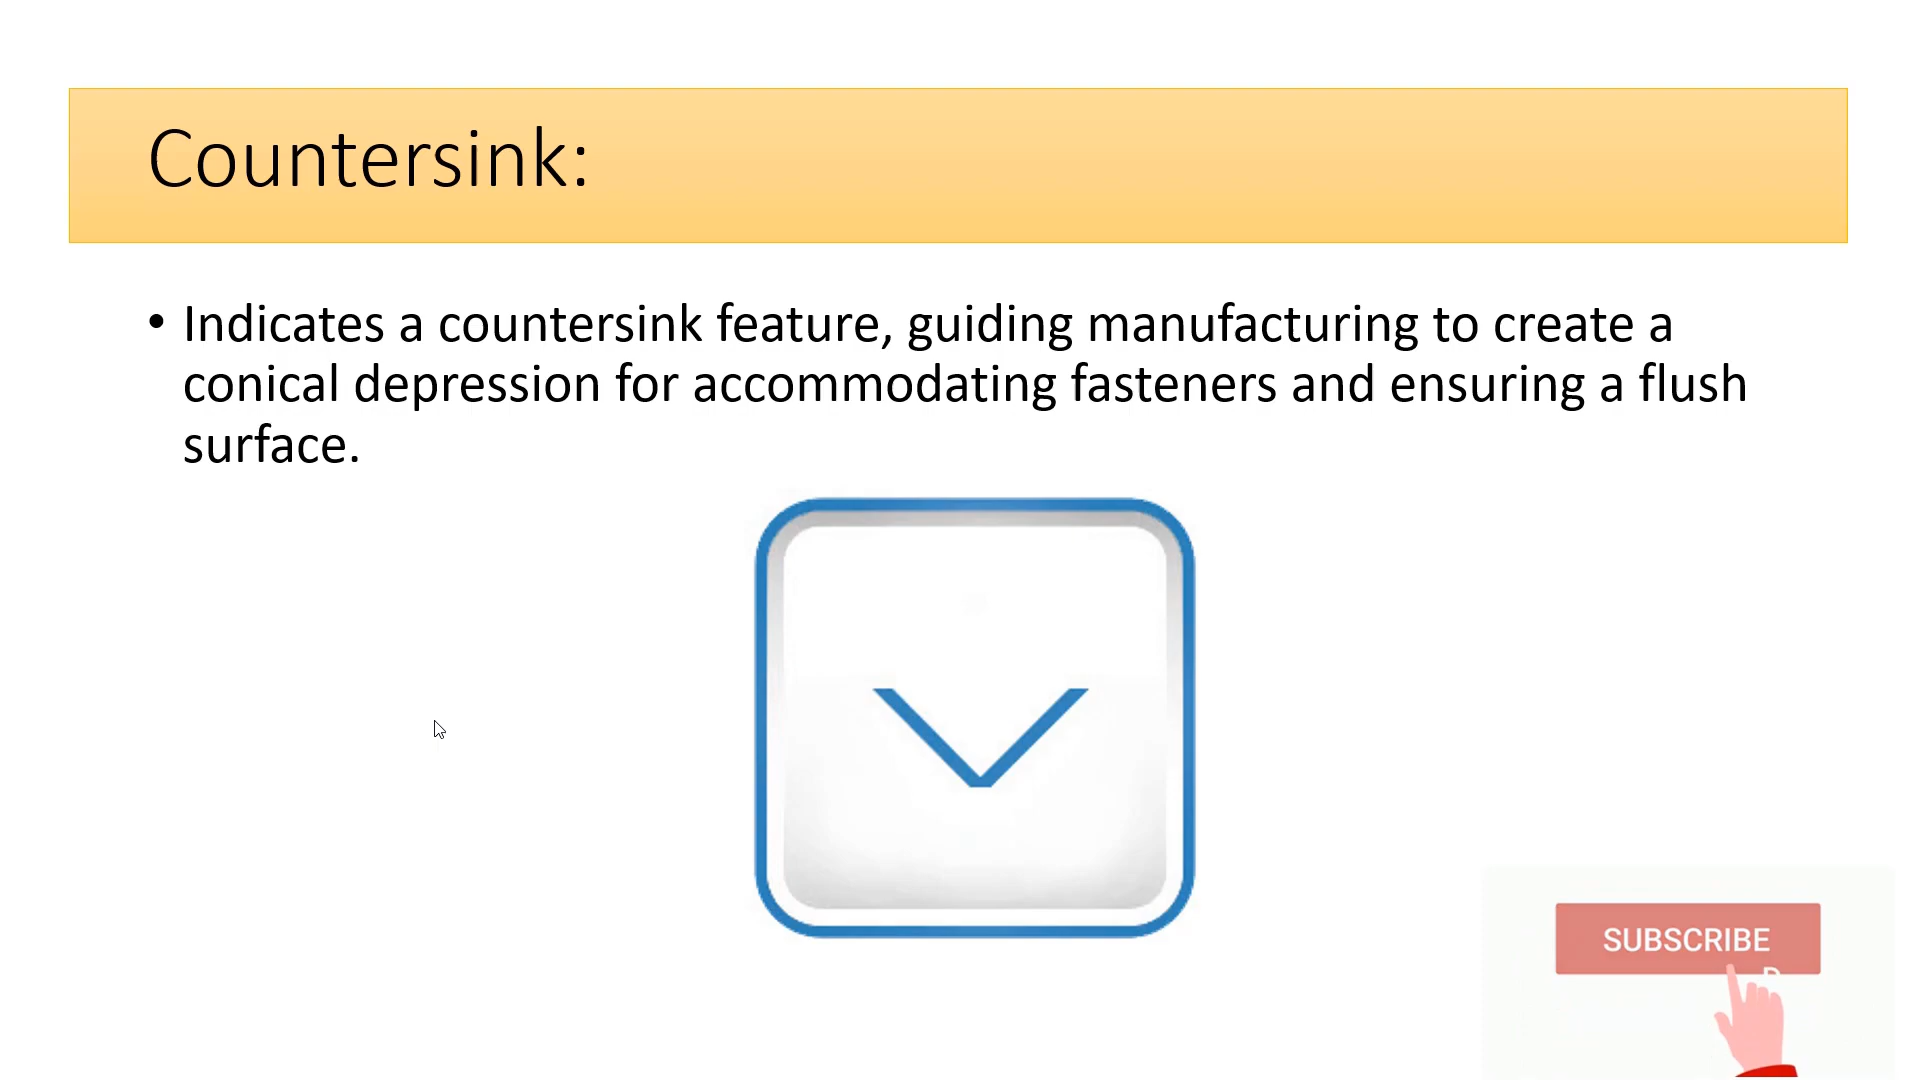 Countersink:
• Indicates a countersink feature, guiding manufacturing to create a
conical depression for accommodating fasteners and ensuring a flush
surface.
SUBSCRIBE